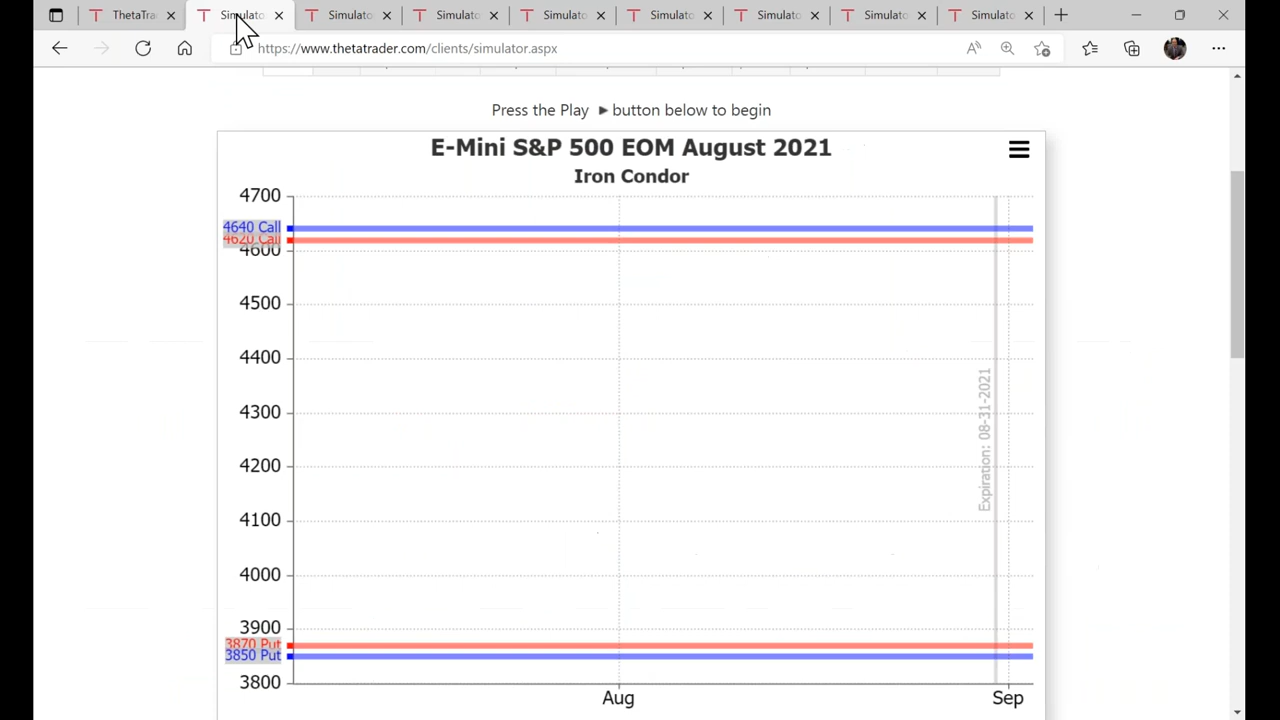 ThetaTra
Simulato
Simulato
Simulato
Simulato
Simulato
Simulato
Simulato
Simulato
https://www.thetatrader.com/clients/simulator.aspx
Press the Play ▶ button below to begin
E-Mini S&P 500 EOM August 2021
Iron Condor
4700
4640 Call
4620 Call
4600
4500
4400
4300
4200
4100
4000
3900
3870 Put
3850 Put
3800
Expiration: 08-31-2021
Aug Sep